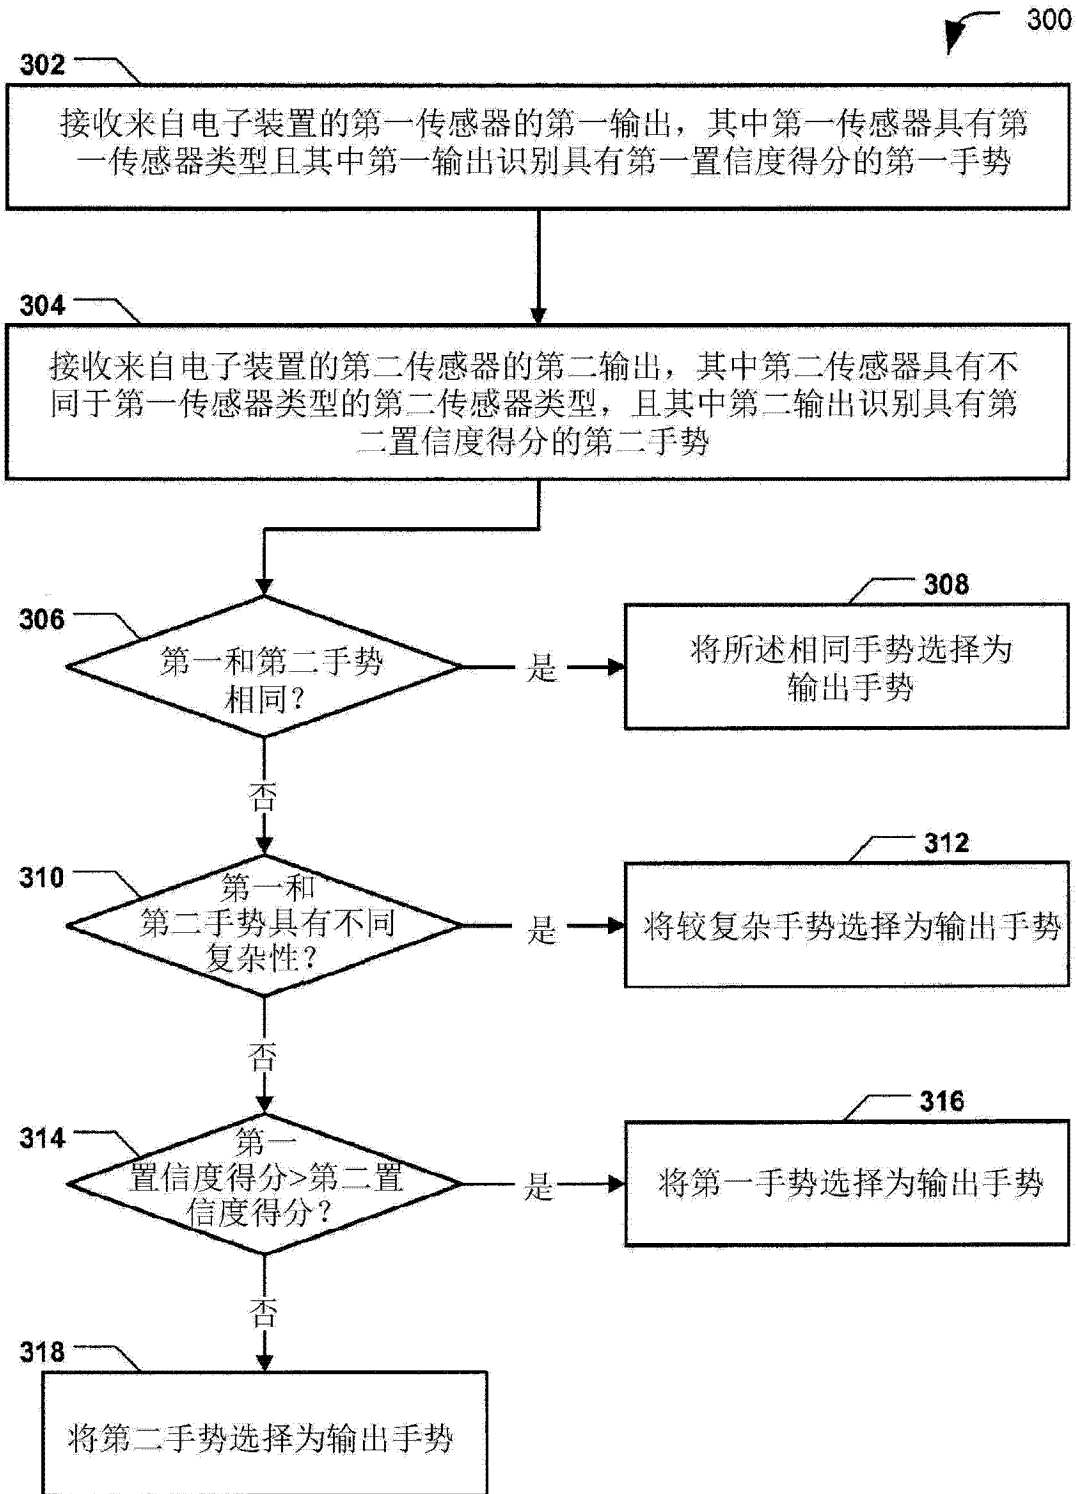 300
302
接收来自电子装置的第一传感器的第一输出，其中第一传感器具有第
一传感器类型且其中第一输出识别具有第一置信度得分的第一手势
304
接收来自电子装置的第二传感器的第二输出，其中第二传感器具有不
同于第一传感器类型的第二传感器类型，且其中第二输出识别具有第
二置信度得分的第二手势
306
第一和第二手势
相同？
是
308
将所述相同手势选择为
输出手势
否
310
第一和
第二手势具有不同
复杂性？
是
312
将较复杂手势选择为输出手势
否
314
第一
置信度得分>第二置
信度得分？
是
316
将第一手势选择为输出手势
否
318
将第二手势选择为输出手势